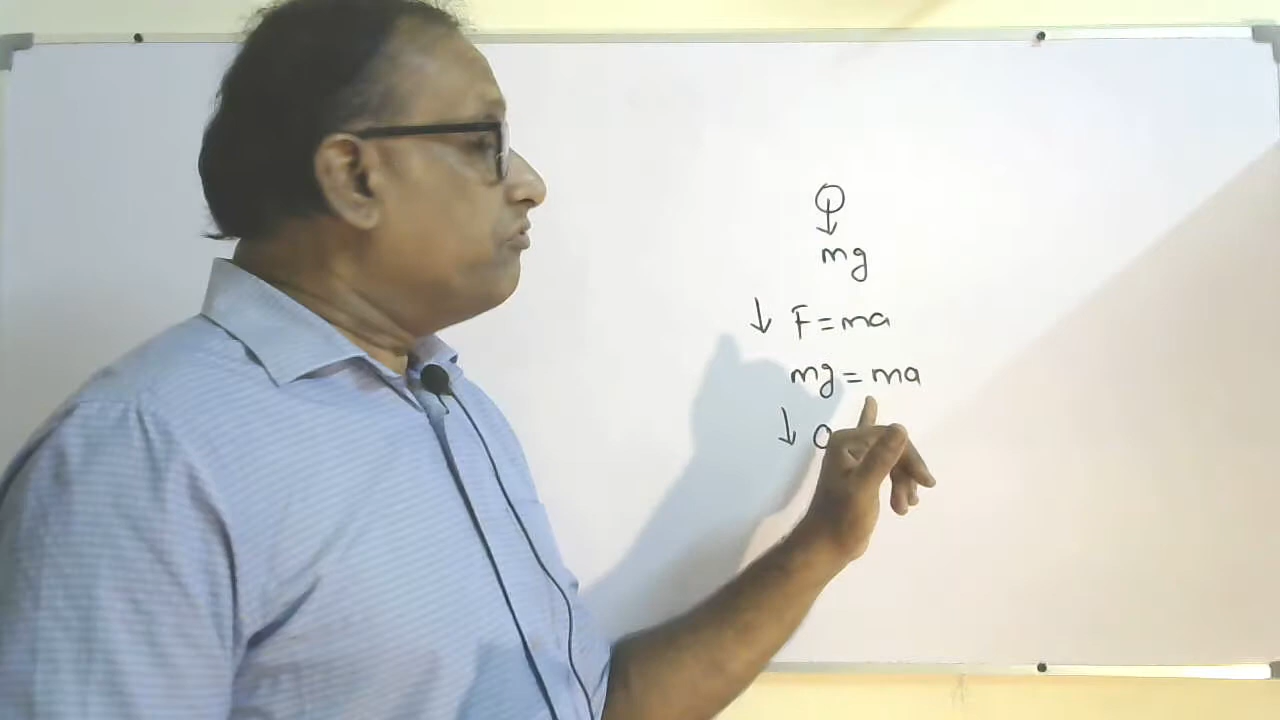 mg
↓ F = ma
mg = ma
↓ a